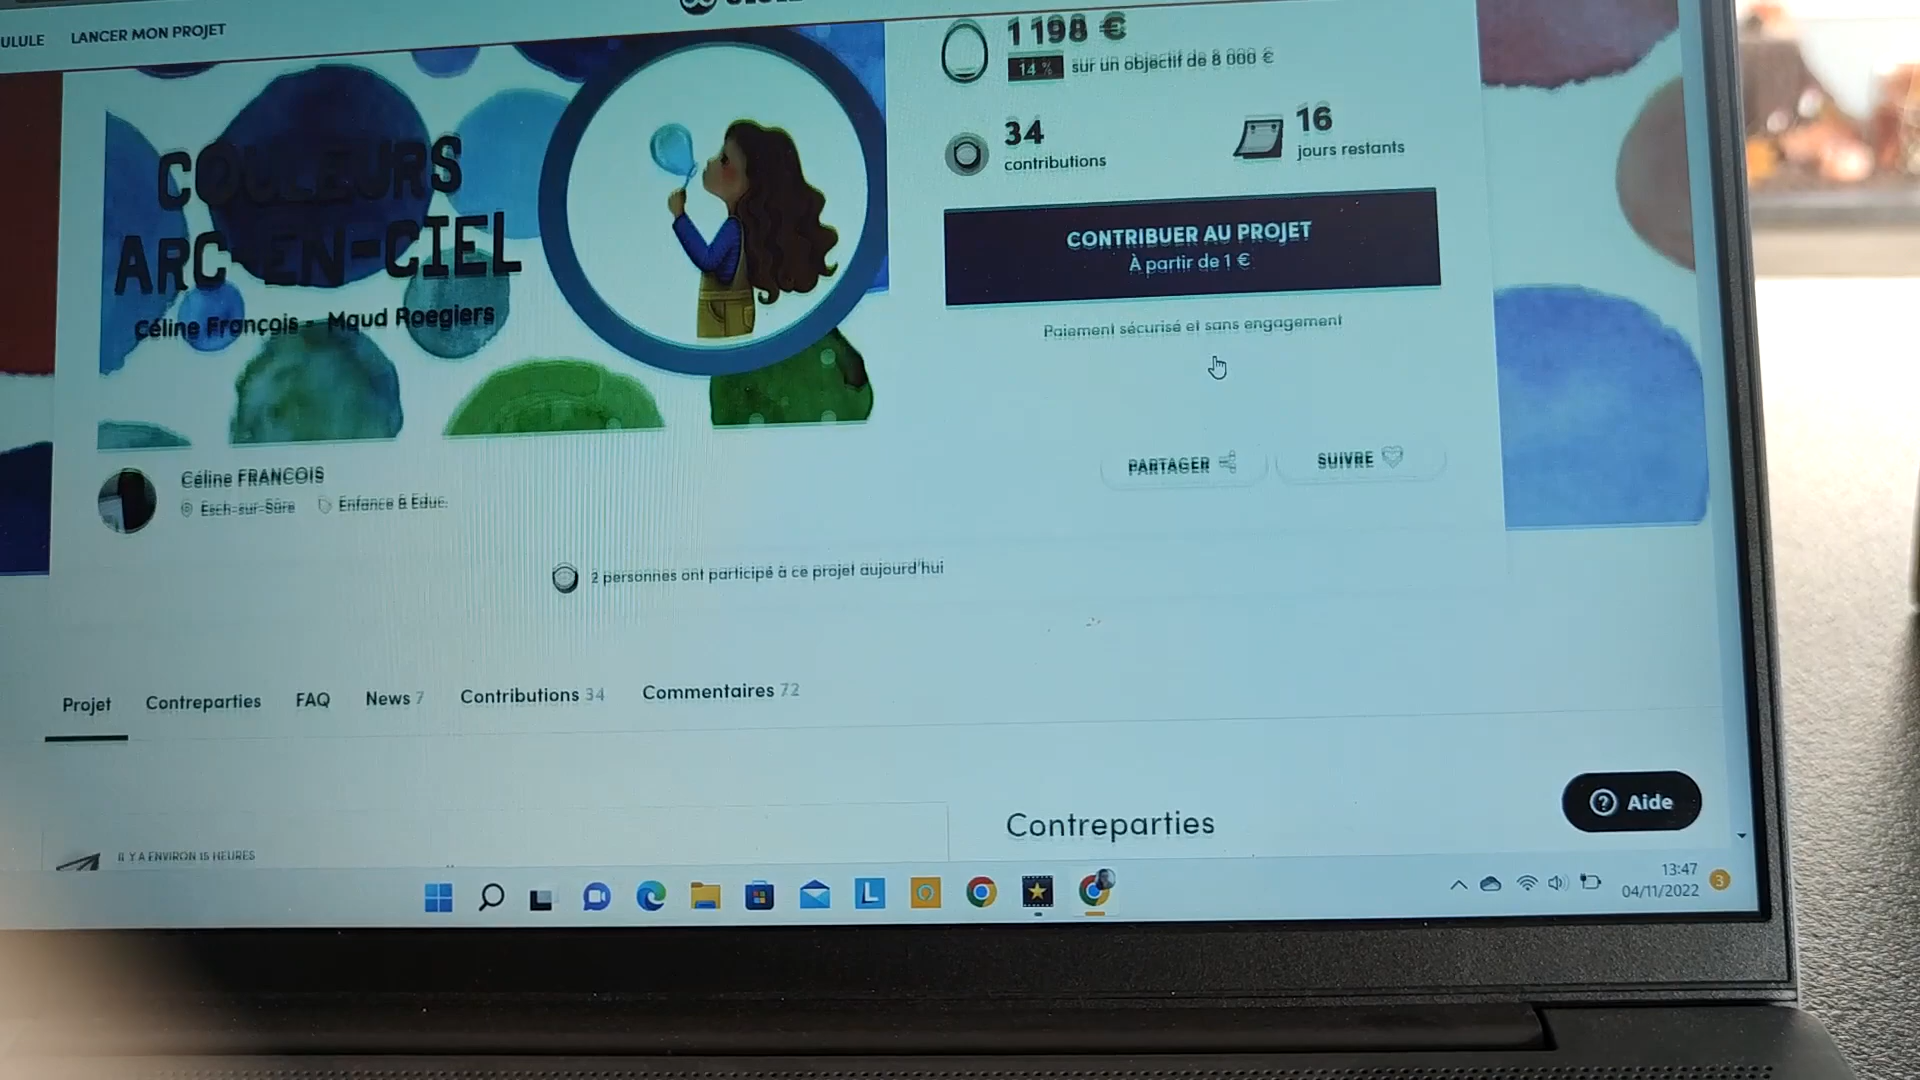 ULULE
LANCER MON PROJET
COULEURS
ARC-EN-CIEL
Céline François - Maud Roegiers
1 198 €
14 % sur un objectif de 8 000 €
34
contributions
16
jours restants
CONTRIBUER AU PROJET
À partir de 1 €
Paiement sécurisé et sans engagement
PARTAGER
SUIVRE
Céline FRANCOIS
Esch-sur-Sûre
Enfance & Educ.
2 personnes ont participé à ce projet aujourd'hui
Projet
Contreparties
FAQ
News 7
Contributions 34
Commentaires 72
Contreparties
? Aide
IL Y A ENVIRON 15 HEURES
L
13:47
04/11/2022
3